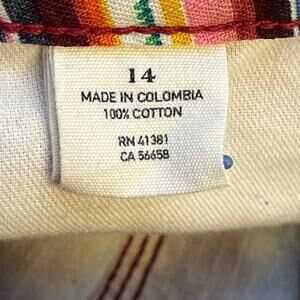 14
MADE IN COLOMBIA
100% COTTON
RN 41381
CA 56658